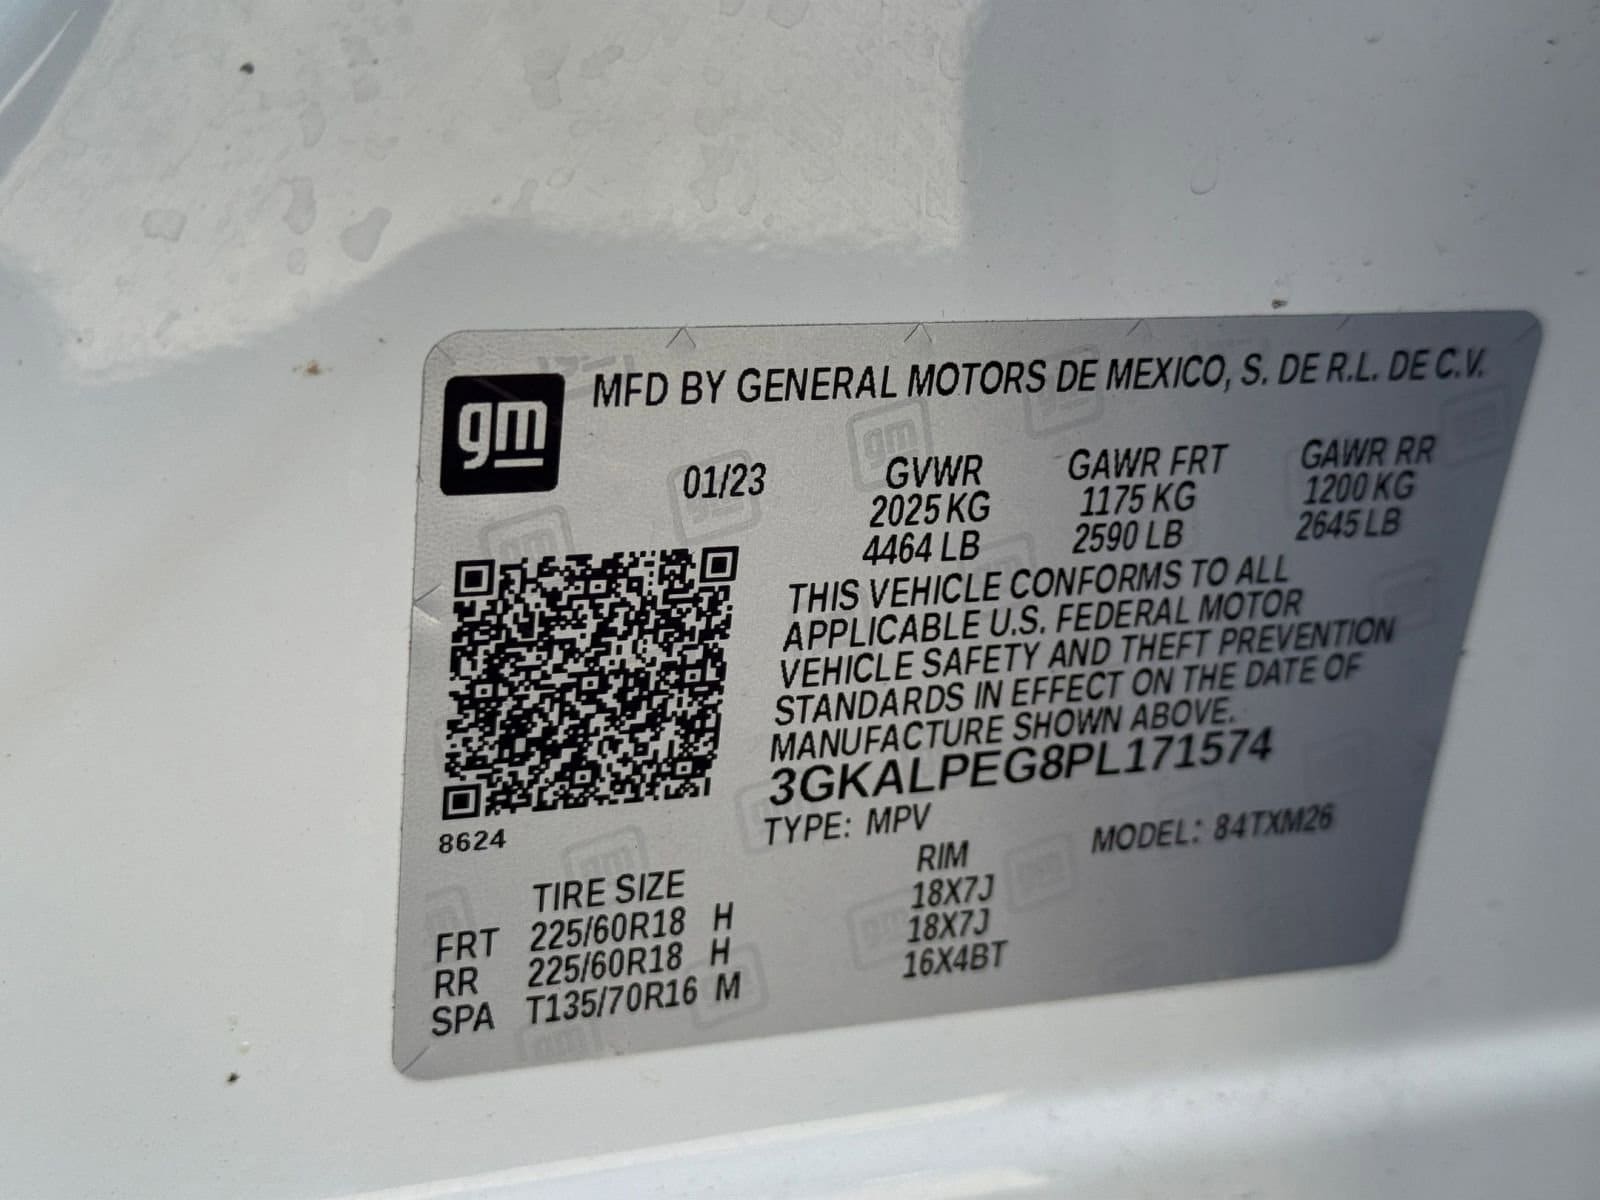 gm
MFD BY GENERAL MOTORS DE MEXICO, S. DE R.L. DE C.V.
01/23 GVWR GAWR FRT GAWR RR
2025 KG 1175 KG 1200 KG
4464 LB 2590 LB 2645 LB
THIS VEHICLE CONFORMS TO ALL
APPLICABLE U.S. FEDERAL MOTOR
VEHICLE SAFETY AND THEFT PREVENTION
STANDARDS IN EFFECT ON THE DATE OF
MANUFACTURE SHOWN ABOVE.
3GKALPEG8PL171574
8624
TYPE: MPV MODEL: 84TXM26
TIRE SIZE RIM
FRT 225/60R18 H 18X7J
RR 225/60R18 H 18X7J
SPA T135/70R16 M 16X4BT